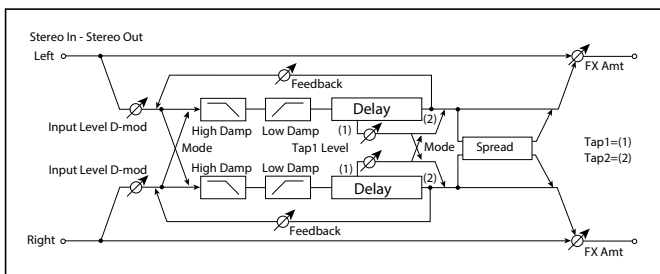 Stereo In - Stereo Out
Left
FX Amt
Feedback
Input Level D-mod
High Damp
Low Damp
Delay
(1)
(2)
Mode
Tap1 Level
Mode
Spread
Tap1=(1)
Tap2=(2)
Input Level D-mod
High Damp
Low Damp
(1)
Delay
(2)
Feedback
Right
FX Amt